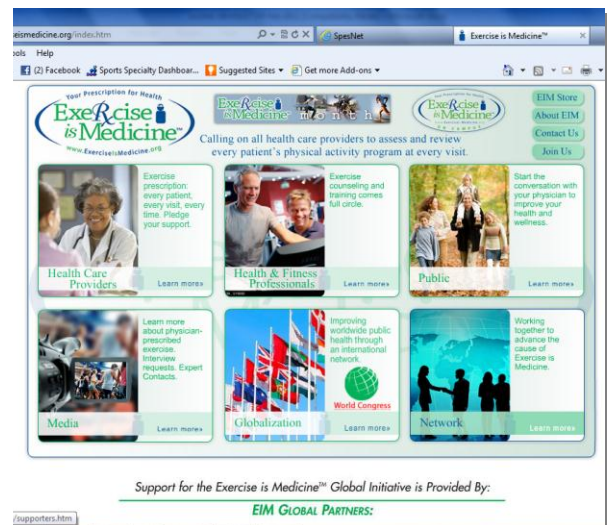 eismedicine.org/index.htm
SpesNet
Exercise is Medicine™
ools Help
(2) Facebook
Sports Specialty Dashboar...
Suggested Sites
Get more Add-ons
Your Prescription for Health
ExeRcise
is Medicine™
www.ExerciseIsMedicine.org
ExeRcise
is Medicine
month
ExeRcise
is Medicine
ON CAMPUS
EIM Store
About EIM
Contact Us
Join Us
Calling on all health care providers to assess and review
every patient's physical activity program at every visit.
Exercise
prescription:
every patient,
every visit, every
time. Pledge
your support.
Health Care
Providers
Learn more»
Exercise
counseling and
training comes
full circle.
Health & Fitness
Professionals
Learn more»
Start the
conversation with
your physician to
improve your
health and
wellness.
Public
Learn more»
Learn more
about physician-
prescribed
exercise.
Interview
requests. Expert
Contacts.
Media
Learn more»
Improving
worldwide public
health through
an international
network.
World Congress
Globalization
Learn more»
Working
together to
advance the
cause of
Exercise is
Medicine.
Network
Learn more»
Support for the Exercise is Medicine™ Global Initiative is Provided By:
EIM GLOBAL PARTNERS:
/supporters.htm